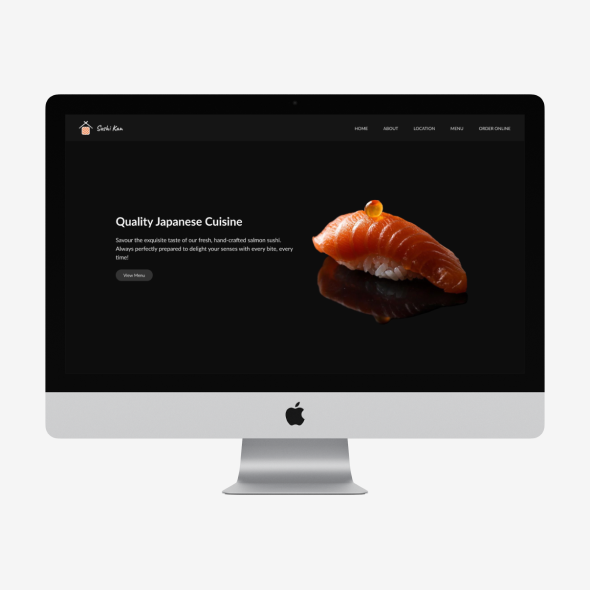 Sushi Kan
HOME ABOUT LOCATION MENU ORDER ONLINE
Quality Japanese Cuisine
Savour the exquisite taste of our fresh, hand-crafted salmon sushi.
Always perfectly prepared to delight your senses with every bite, every
time!
View Menu